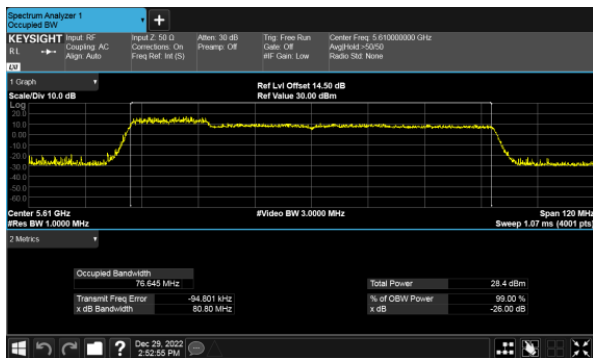 Spectrum Analyzer 1
Occupied BW
KEYSIGHT Input: RF Input Z: 50 Ω Atten: 30 dB Trig: Free Run Center Freq: 5.610000000 GHz
RL Coupling: AC Corrections: On Preamp: Off Gate: Off Avg|Hold:>50/50
Align: Auto Freq Ref: Int (S) #IF Gain: Low Radio Std: None
LXI
1 Graph
Ref Lvl Offset 14.50 dB
Scale/Div 10.0 dB Ref Value 30.00 dBm
Log
20.0
10.0
0.00
-10.0
-20.0
-30.0
-40.0
-50.0
-60.0
Center 5.61 GHz #Video BW 3.0000 MHz Span 120 MHz
#Res BW 1.0000 MHz Sweep 1.07 ms (4001 pts)
2 Metrics
Occupied Bandwidth
76.645 MHz Total Power 28.4 dBm
Transmit Freq Error -94.801 kHz % of OBW Power 99.00 %
x dB Bandwidth 80.80 MHz x dB -26.00 dB
? Dec 29, 2022
2:52:55 PM